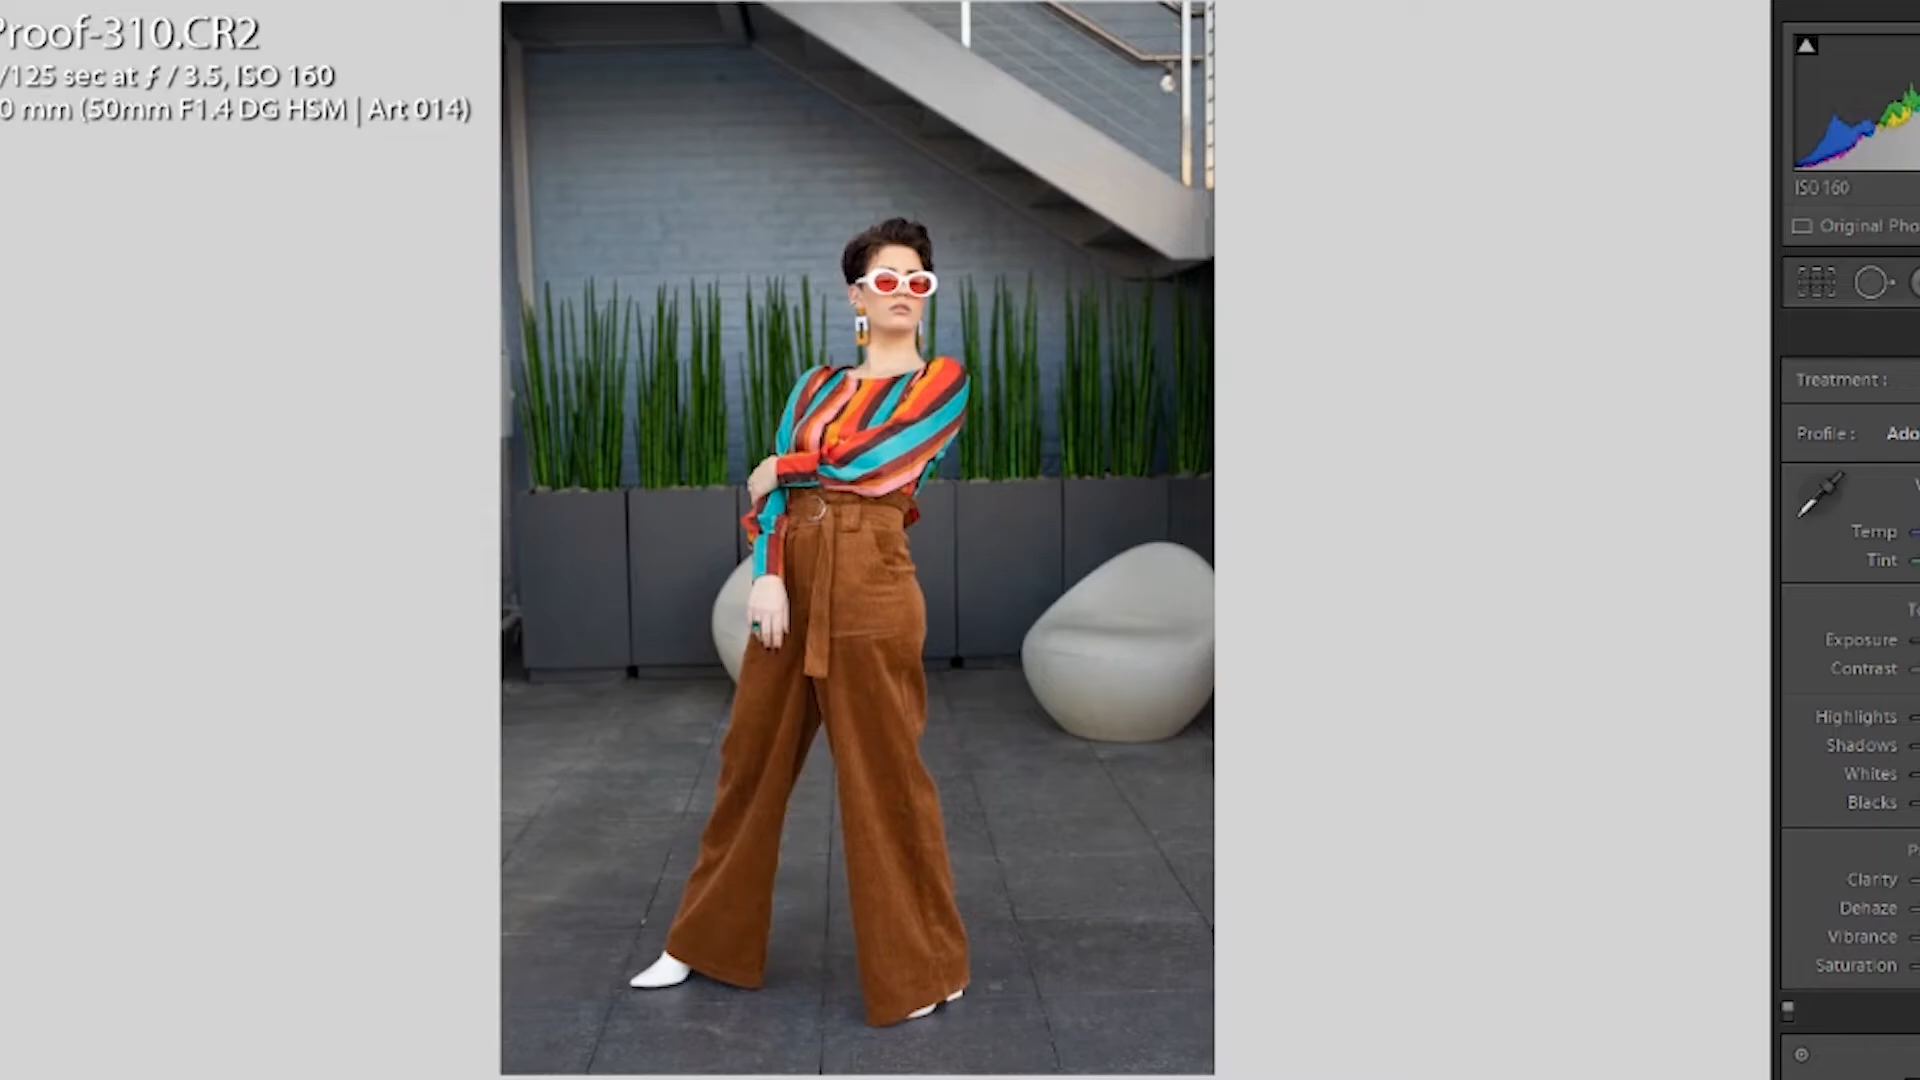 Proof-310.CR2
/125 sec at ƒ / 3.5, ISO 160
0 mm (50mm F1.4 DG HSM | Art 014)
ISO 160
Original Pho
Treatment :
Profile : Ado
Temp
Tint
Exposure
Contrast
Highlights
Shadows
Whites
Blacks
Clarity
Dehaze
Vibrance
Saturation